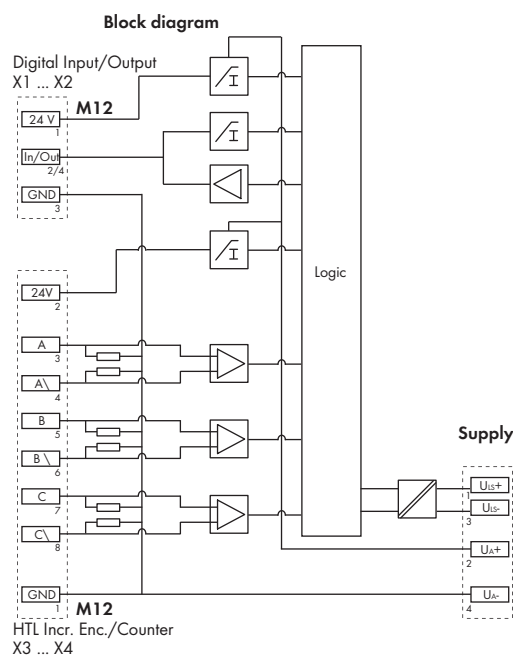 Block diagram
Digital Input/Output
X1 ... X2
M12
24 V
1
In/Out
2/4
GND
3
I
I
I
Logic
24V
2
A
3
A\
4
B
5
B \
6
C
7
C\
8
GND
1
M12
HTL Incr. Enc./Counter
X3 ... X4
Supply
ULS+
1
ULS-
3
UA+
2
UA-
4